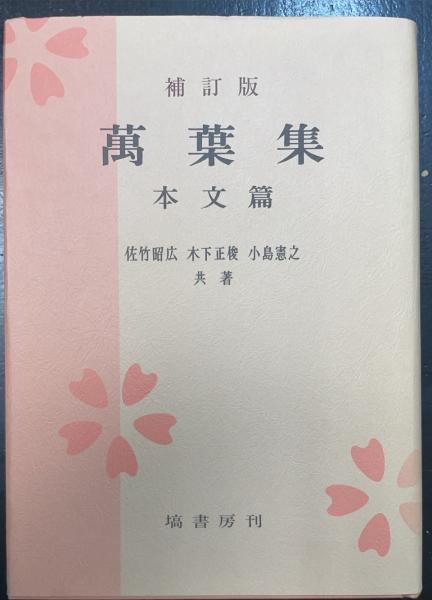 補訂版
萬葉集
本文篇
佐竹昭広 木下正俊 小島憲之
共著
塙書房刊